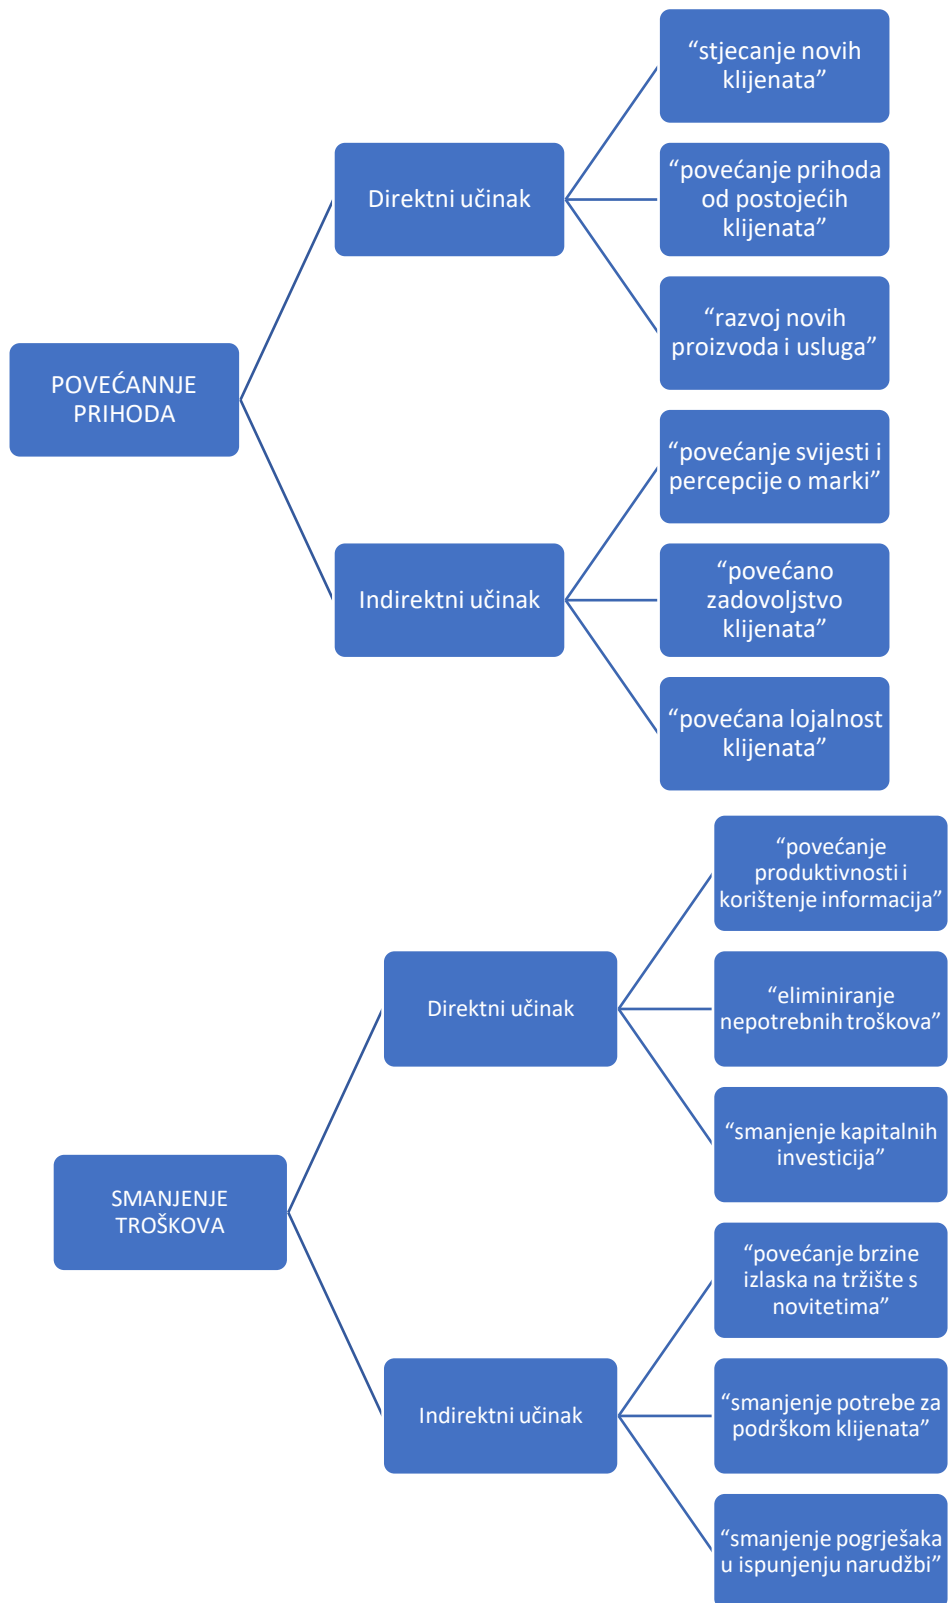 “stjecanje novih
klijenata”
Direktni učinak
“povećanje prihoda
od postojećih
klijenata”
“razvoj novih
proizvoda i usluga”
POVEĆANNJE
PRIHODA
“povećanje svijesti i
percepcije o marki”
Indirektni učinak
“povećano
zadovoljstvo
klijenata”
“povećana lojalnost
klijenata”
“povećanje
produktivnosti i
korištenje informacija”
Direktni učinak
“eliminiranje
nepotrebnih troškova”
“smanjenje kapitalnih
investicija”
SMANJENJE
TROŠKOVA
“povećanje brzine
izlaska na tržište s
novitetima”
Indirektni učinak
“smanjenje potrebe za
podrškom klijenata”
“smanjenje pogrješaka
u ispunjenju narudžbi”